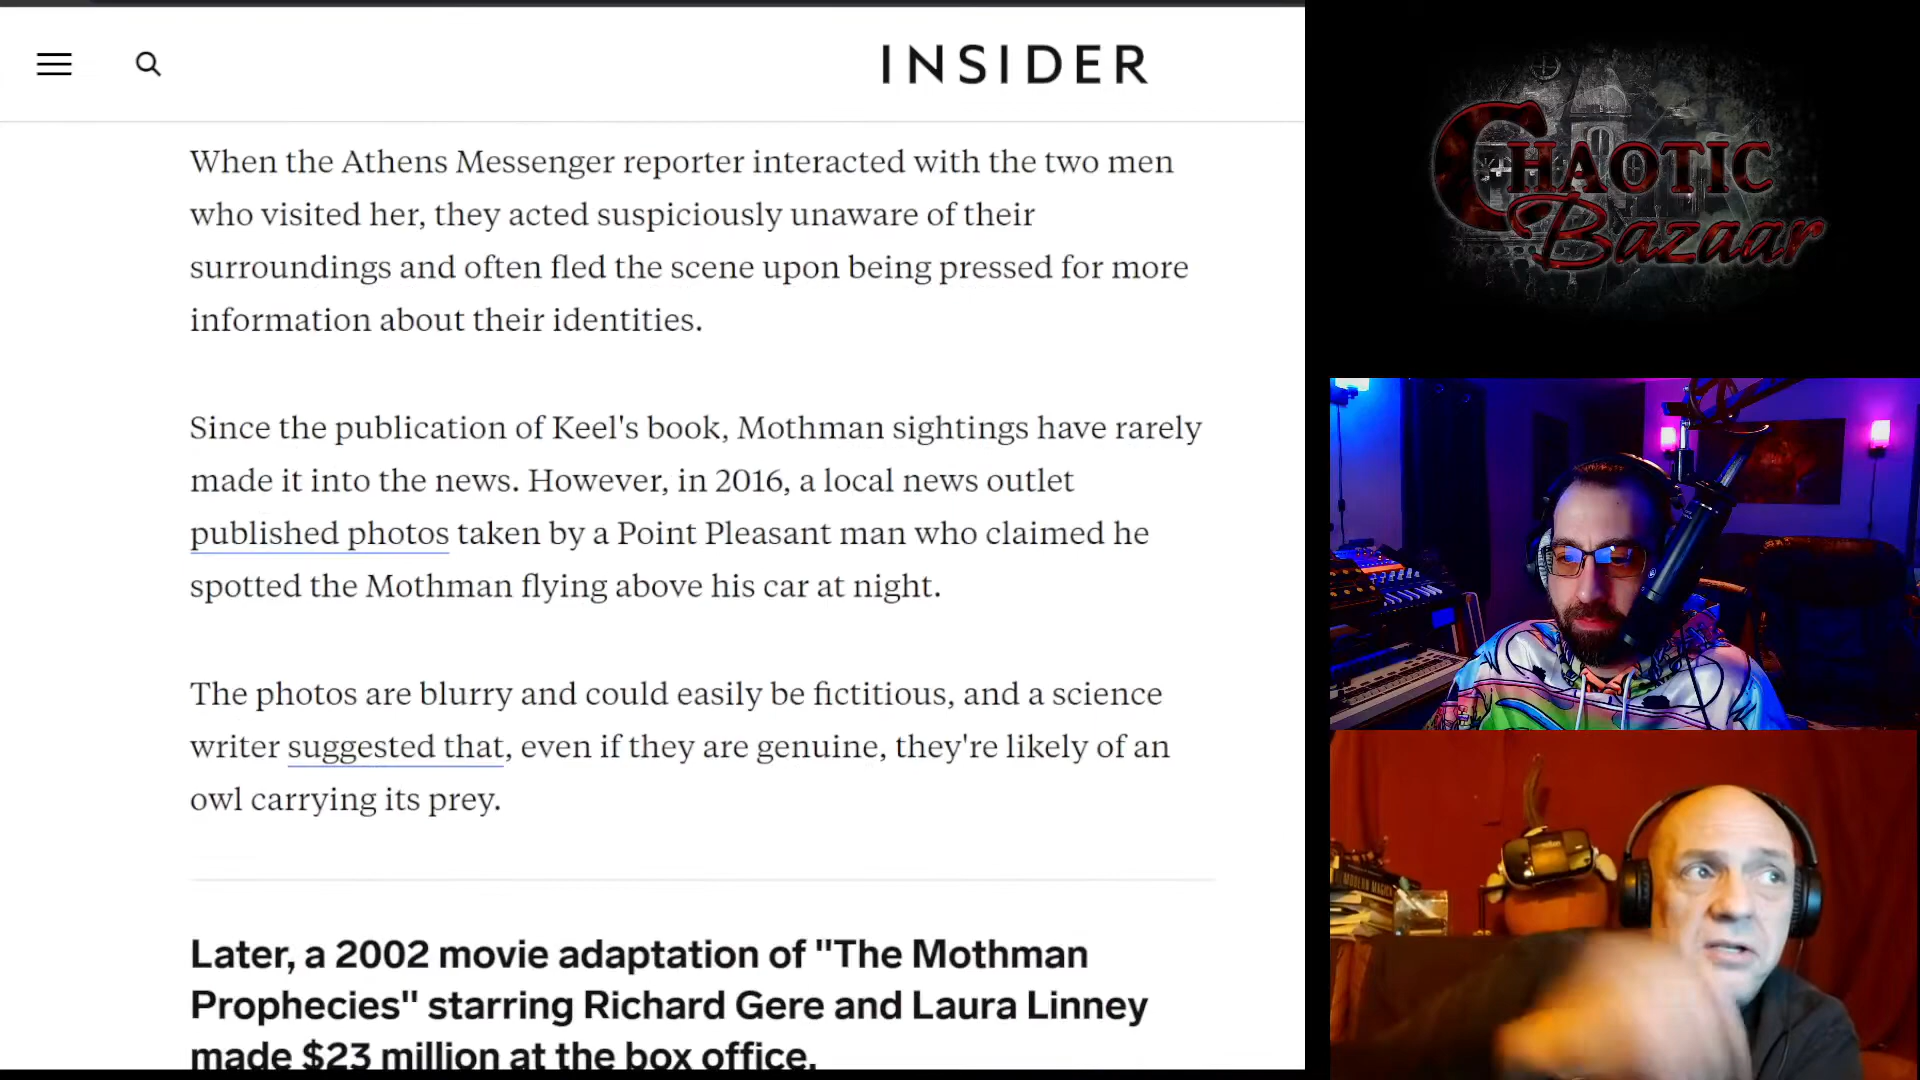 INSIDER
When the Athens Messenger reporter interacted with the two men
who visited her, they acted suspiciously unaware of their
surroundings and often fled the scene upon being pressed for more
information about their identities.
Since the publication of Keel's book, Mothman sightings have rarely
made it into the news. However, in 2016, a local news outlet
published photos taken by a Point Pleasant man who claimed he
spotted the Mothman flying above his car at night.
The photos are blurry and could easily be fictitious, and a science
writer suggested that, even if they are genuine, they're likely of an
owl carrying its prey.
Later, a 2002 movie adaptation of "The Mothman
Prophecies" starring Richard Gere and Laura Linney
made $23 million at the box office.
CHAOTIC
Bazaar
MODERN MAGICK